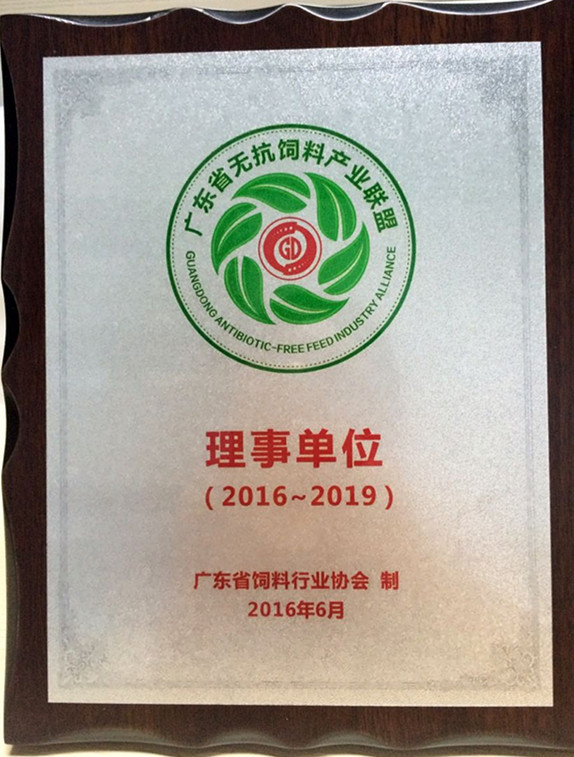 广东省无抗饲料产业联盟
GD
GUANGDONG ANTIBIOTIC-FREE FEED INDUSTRY ALLIANCE
理事单位
(2016~2019)
广东省饲料行业协会 制
2016年6月